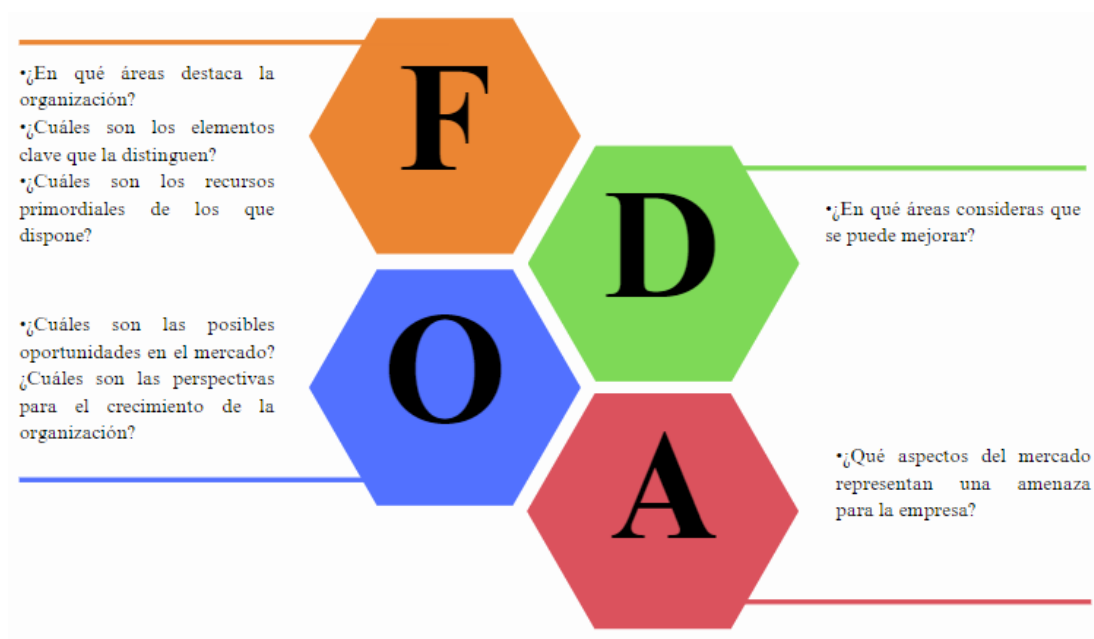 F
•¿En qué áreas destaca la
organización?
•¿Cuáles son los elementos
clave que la distinguen?
•¿Cuáles son los recursos
primordiales de los que
dispone?
D
•¿En qué áreas consideras que
se puede mejorar?
O
•¿Cuáles son las posibles
oportunidades en el mercado?
¿Cuáles son las perspectivas
para el crecimiento de la
organización?
A
•¿Qué aspectos del mercado
representan una amenaza
para la empresa?